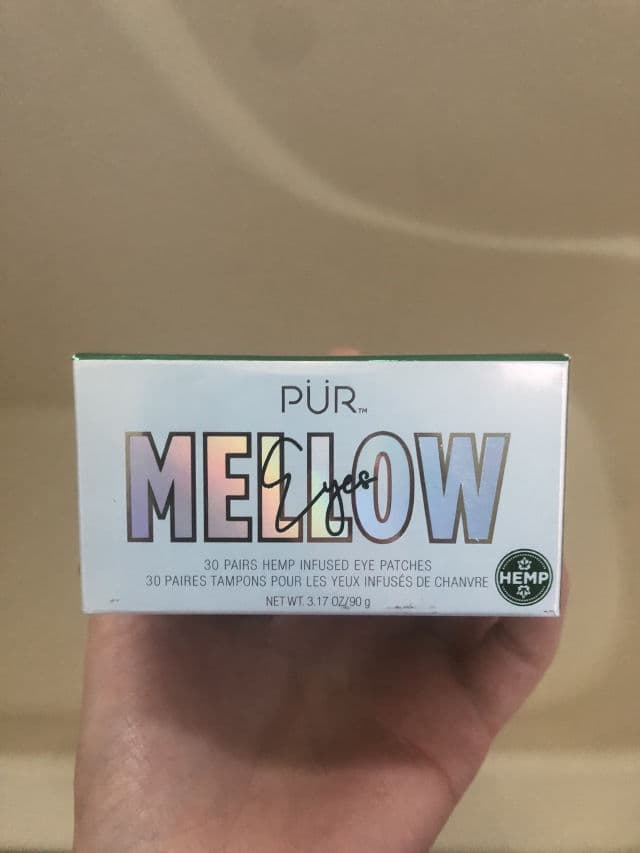 PÜR™
MELLOW
Eyes
30 PAIRS HEMP INFUSED EYE PATCHES
30 PAIRES TAMPONS POUR LES YEUX INFUSÉS DE CHANVRE
HEMP
NET WT. 3.17 OZ/90 g